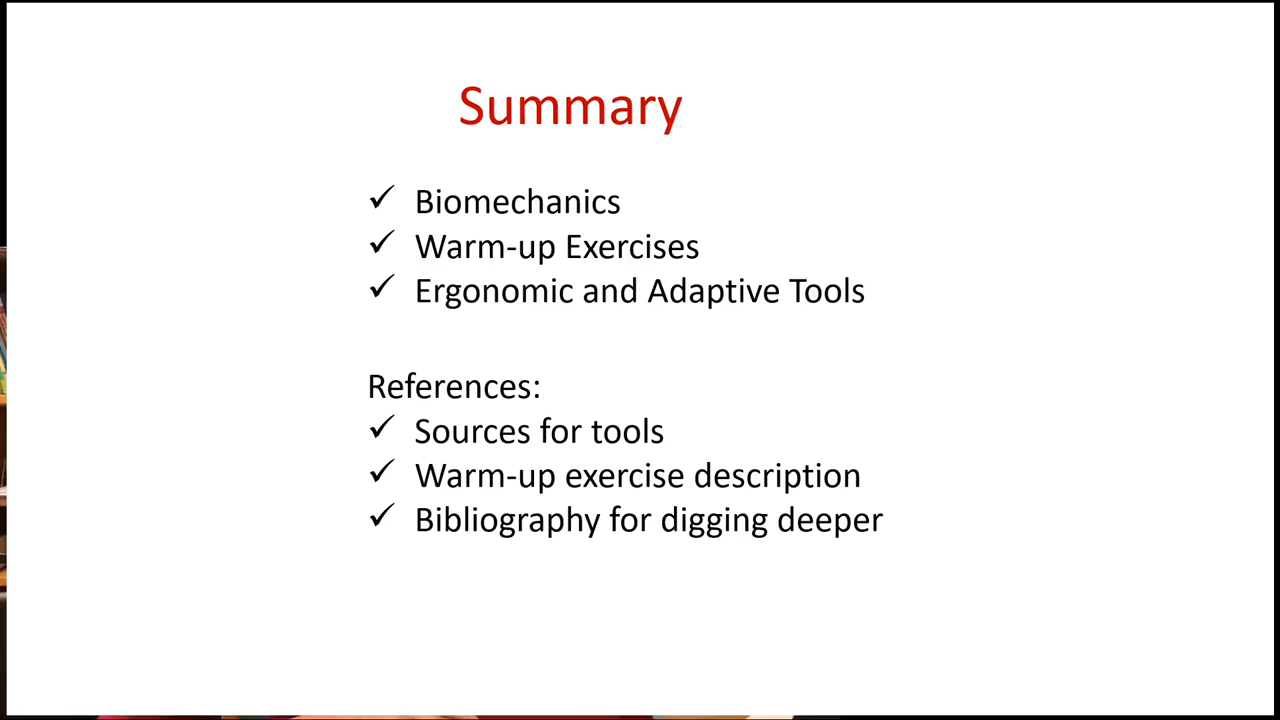 Summary
✓ Biomechanics
✓ Warm-up Exercises
✓ Ergonomic and Adaptive Tools
References:
✓ Sources for tools
✓ Warm-up exercise description
✓ Bibliography for digging deeper